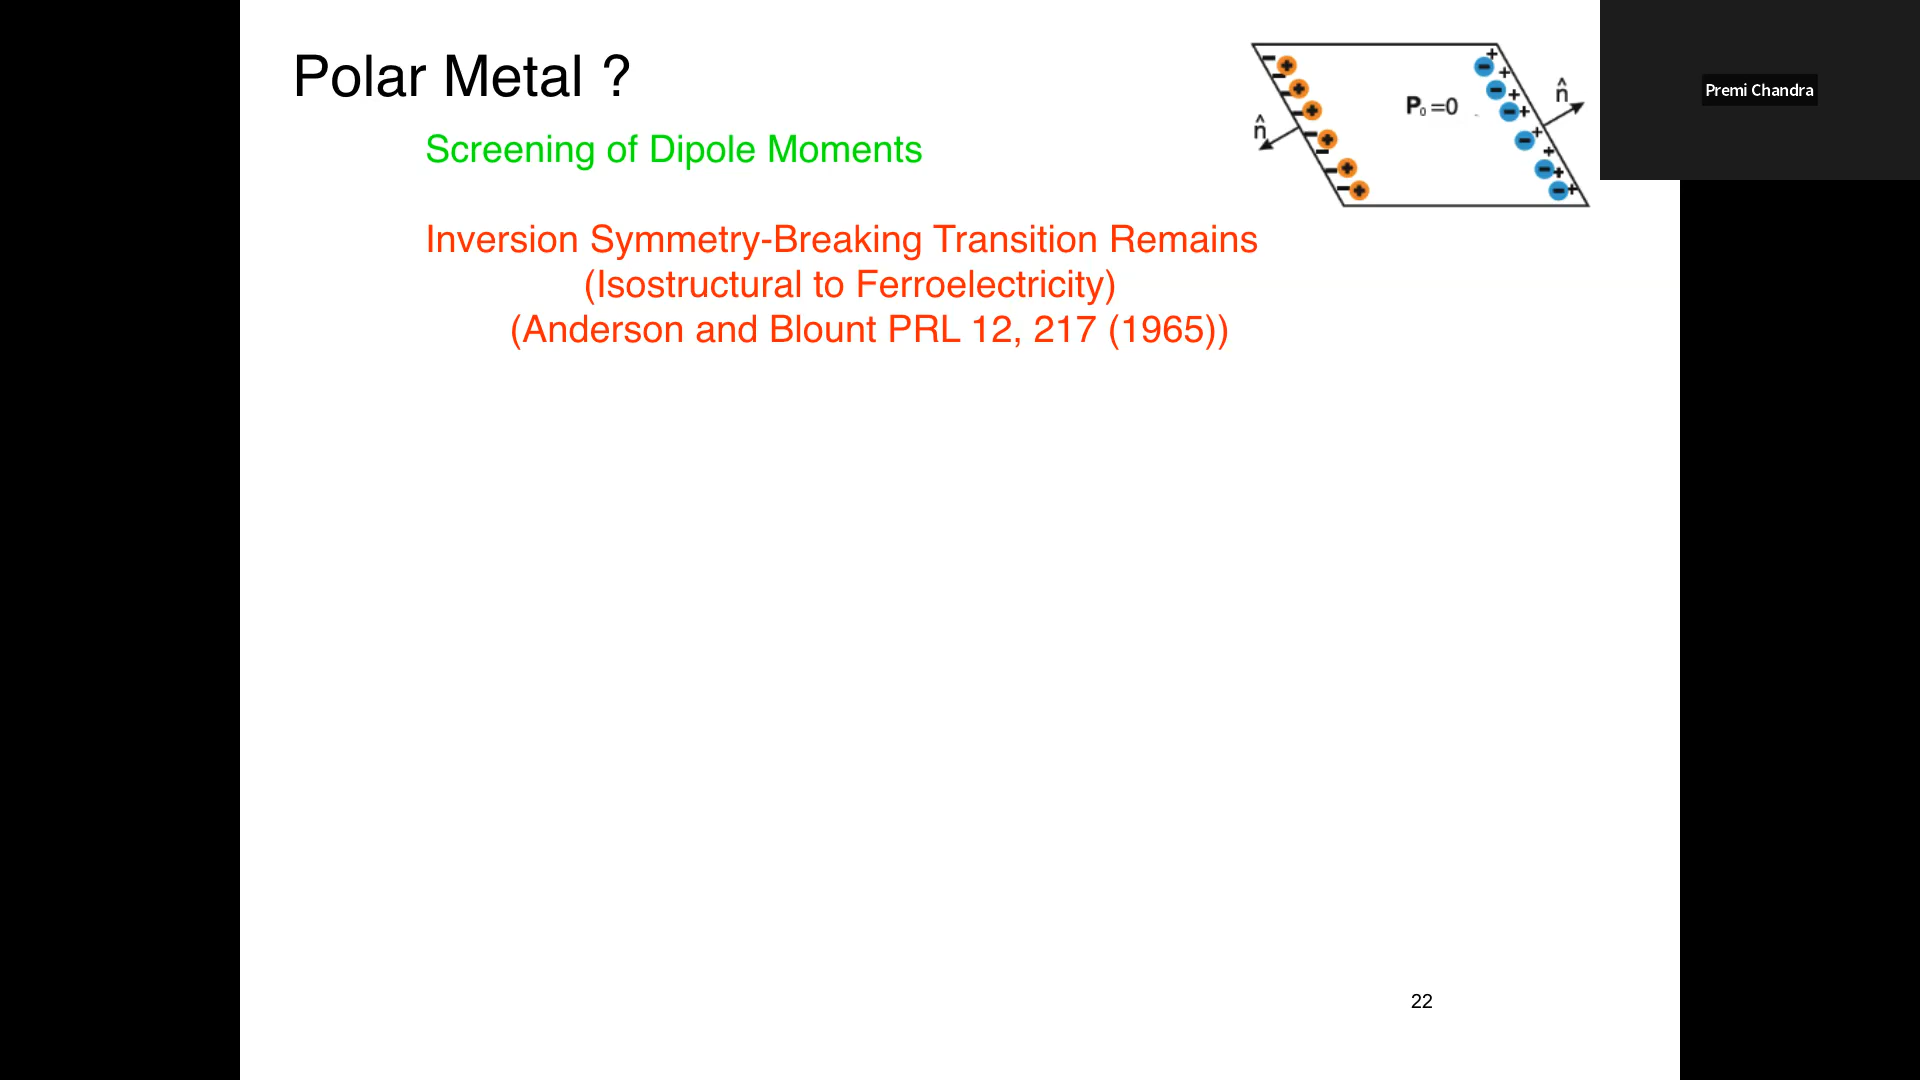 Polar Metal ?
Screening of Dipole Moments
Inversion Symmetry-Breaking Transition Remains
(Isostructural to Ferroelectricity)
(Anderson and Blount PRL 12, 217 (1965))
n̂
P₀=0
n̂
Premi Chandra
22